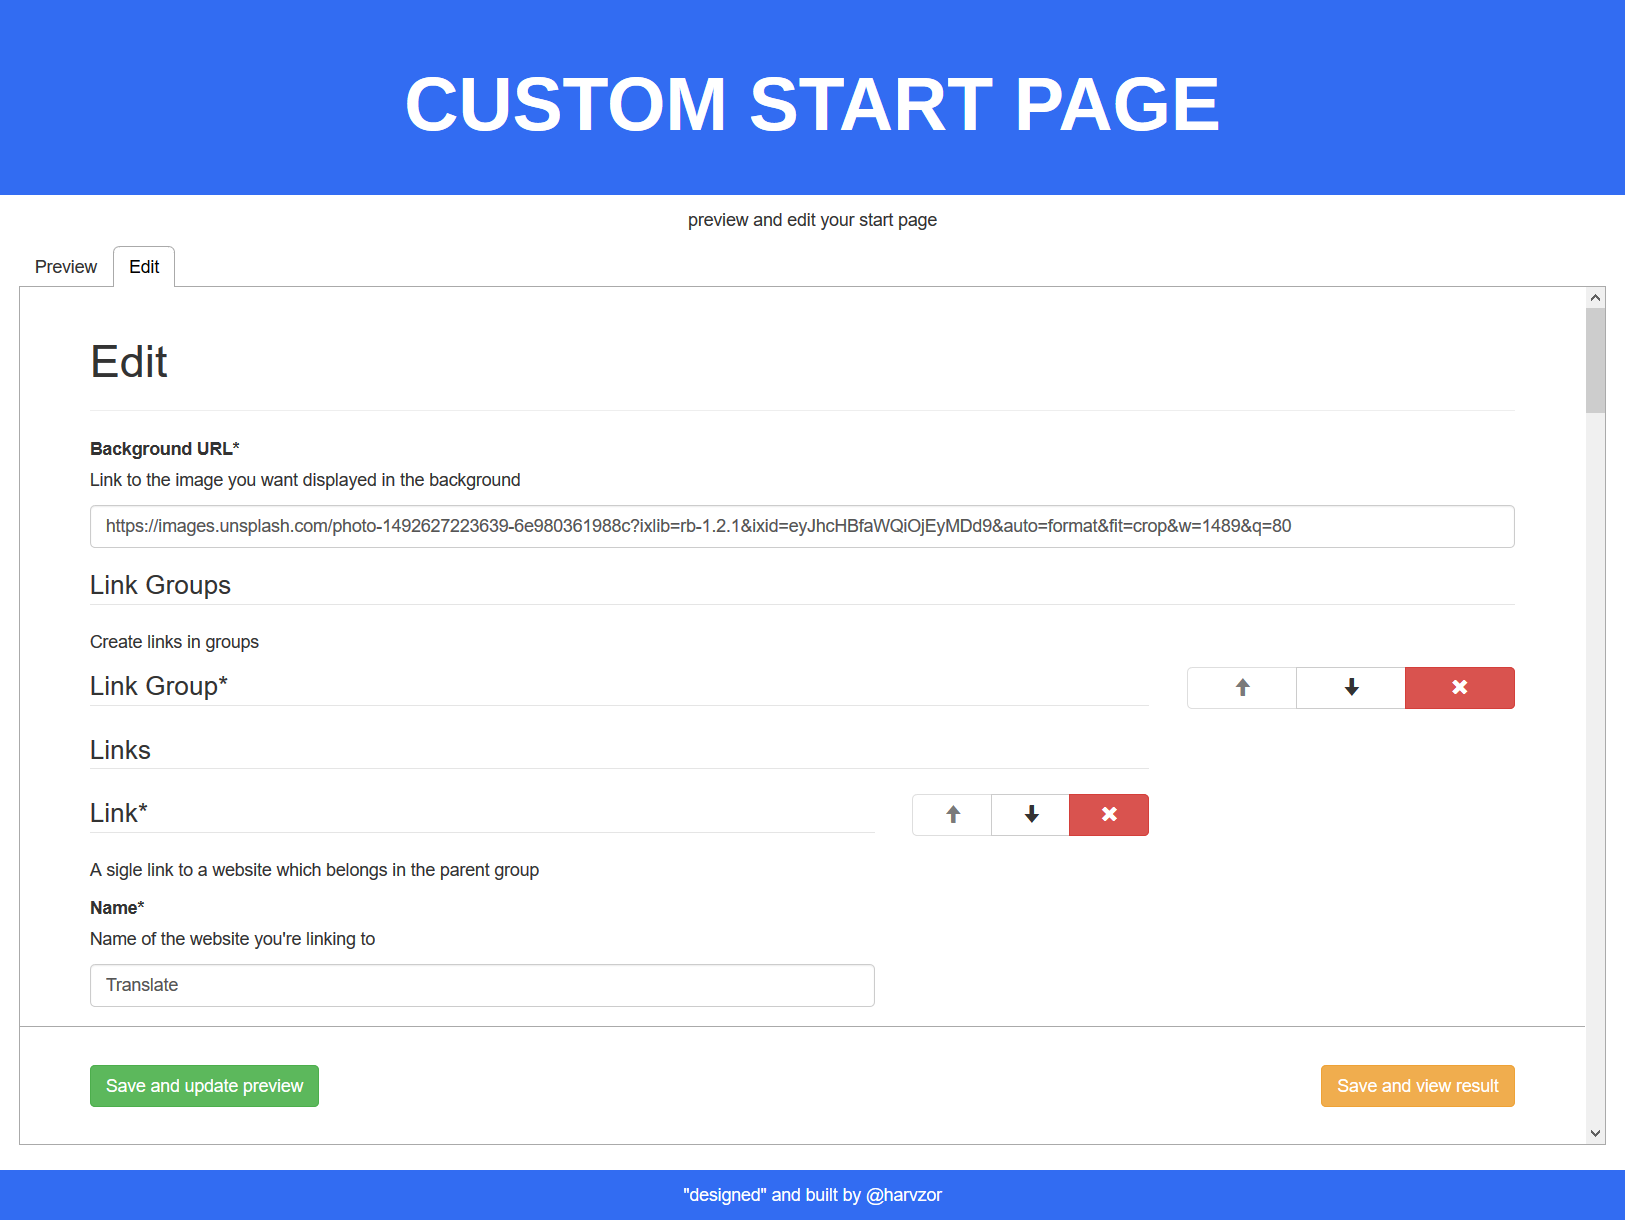 CUSTOM START PAGE
preview and edit your start page
Preview Edit
Edit
Background URL*
Link to the image you want displayed in the background
https://images.unsplash.com/photo-1492627223639-6e980361988c?ixlib=rb-1.2.1&ixid=eyJhcHBfaWQiOjEyMDd9&auto=format&fit=crop&w=1489&q=80
Link Groups
Create links in groups
Link Group*
Links
Link*
A sigle link to a website which belongs in the parent group
Name*
Name of the website you're linking to
Translate
Save and update preview Save and view result
"designed" and built by @harvzor